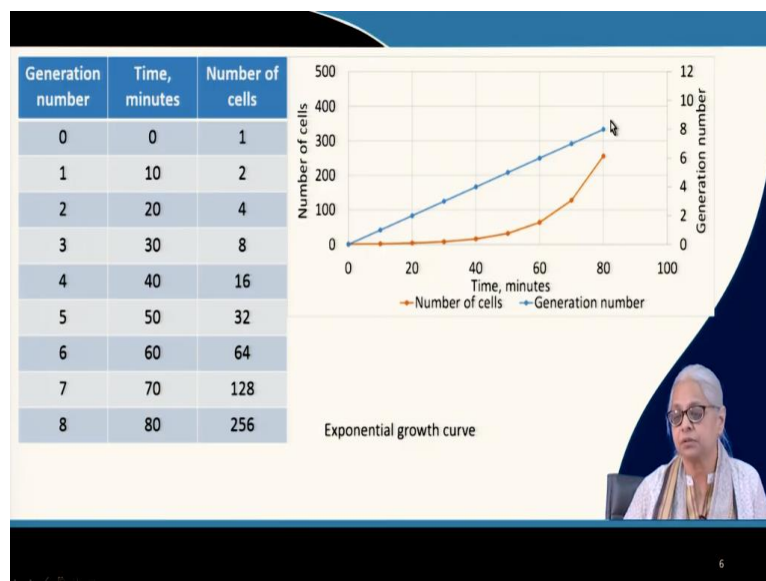 Generation number Time, minutes Number of cells
0 0 1
1 10 2
2 20 4
3 30 8
4 40 16
5 50 32
6 60 64
7 70 128
8 80 256
Number of cells
500
400
300
200
100
0
12
10
8
6
4
2
0
Generation number
0 20 40 60 80 100
Time, minutes
Number of cells Generation number
Exponential growth curve
6